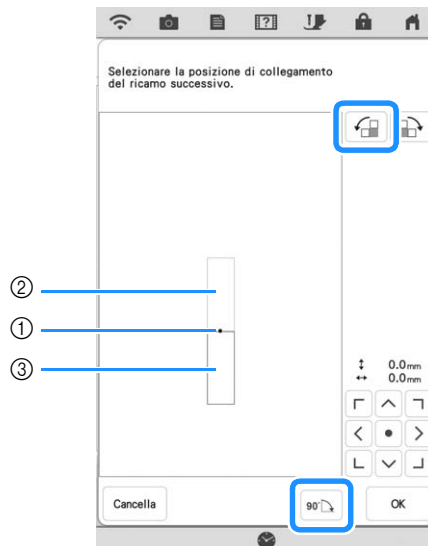 Selezionare la posizione di collegamento
del ricamo successivo.
②
①
③
0.0mm
0.0mm
Cancella
90°
OK